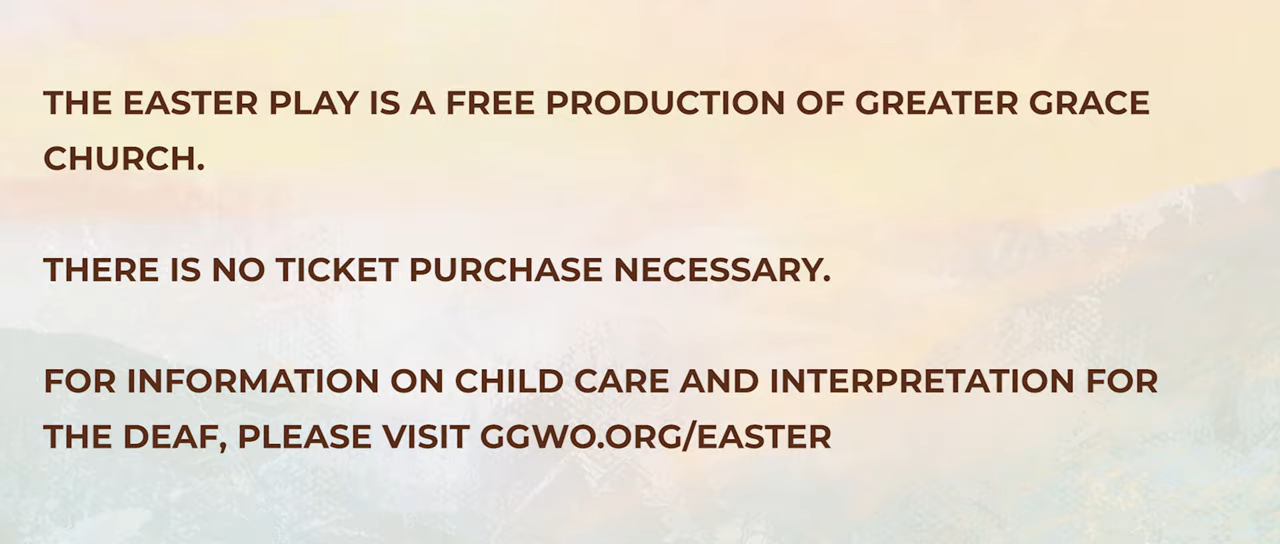 THE EASTER PLAY IS A FREE PRODUCTION OF GREATER GRACE
CHURCH.
THERE IS NO TICKET PURCHASE NECESSARY.
FOR INFORMATION ON CHILD CARE AND INTERPRETATION FOR
THE DEAF, PLEASE VISIT GGWO.ORG/EASTER